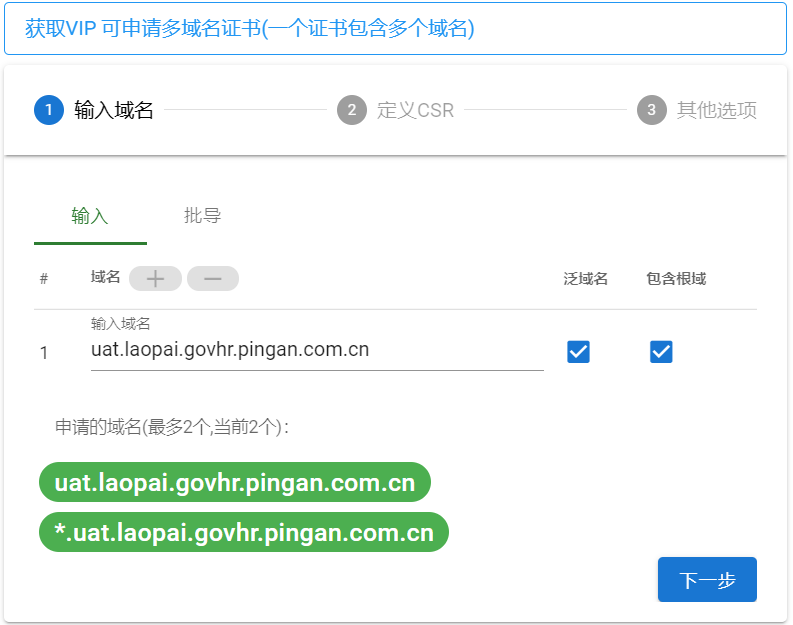 获取VIP 可申请多域名证书(一个证书包含多个域名)
1 输入域名 2 定义CSR 3 其他选项
输入 批导
# 域名 + — 泛域名 包含根域
输入域名
1 uat.laopai.govhr.pingan.com.cn
申请的域名(最多2个,当前2个)：
uat.laopai.govhr.pingan.com.cn
*.uat.laopai.govhr.pingan.com.cn
下一步